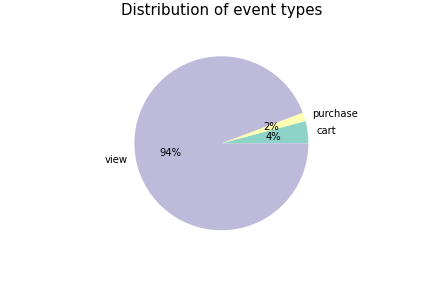 Distribution of event types
purchase
2%
cart
4%
94%
view